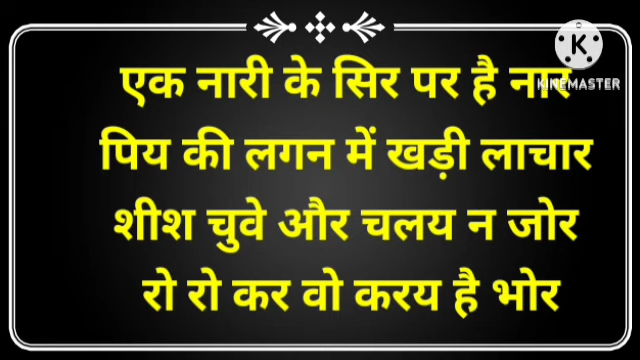 एक नारी के सिर पर है नार
पिय की लगन में खड़ी लाचार
शीश चुवे और चलय न जोर
रो रो कर वो करय है भोर
K
KINEMASTER